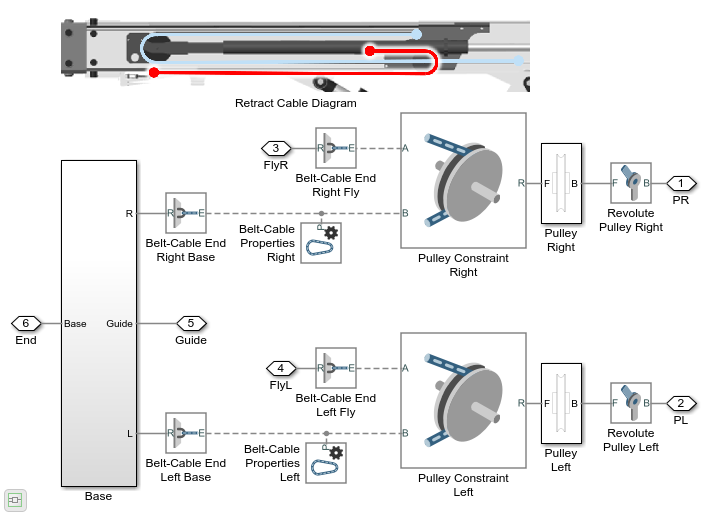 Retract Cable Diagram
3
FlyR
R
E
Belt-Cable End
Right Fly
A
B
R
Pulley Constraint
Right
F
B
Pulley
Right
F
B
Revolute
Pulley Right
1
PR
R
R
E
Belt-Cable End
Right Base
P
Belt-Cable
Properties
Right
6
End
Base
Guide
5
Guide
4
FlyL
R
E
Belt-Cable End
Left Fly
A
B
R
Pulley Constraint
Left
F
B
Pulley
Left
F
B
Revolute
Pulley Left
2
PL
L
R
E
Belt-Cable End
Left Base
P
Belt-Cable
Properties
Left
Base